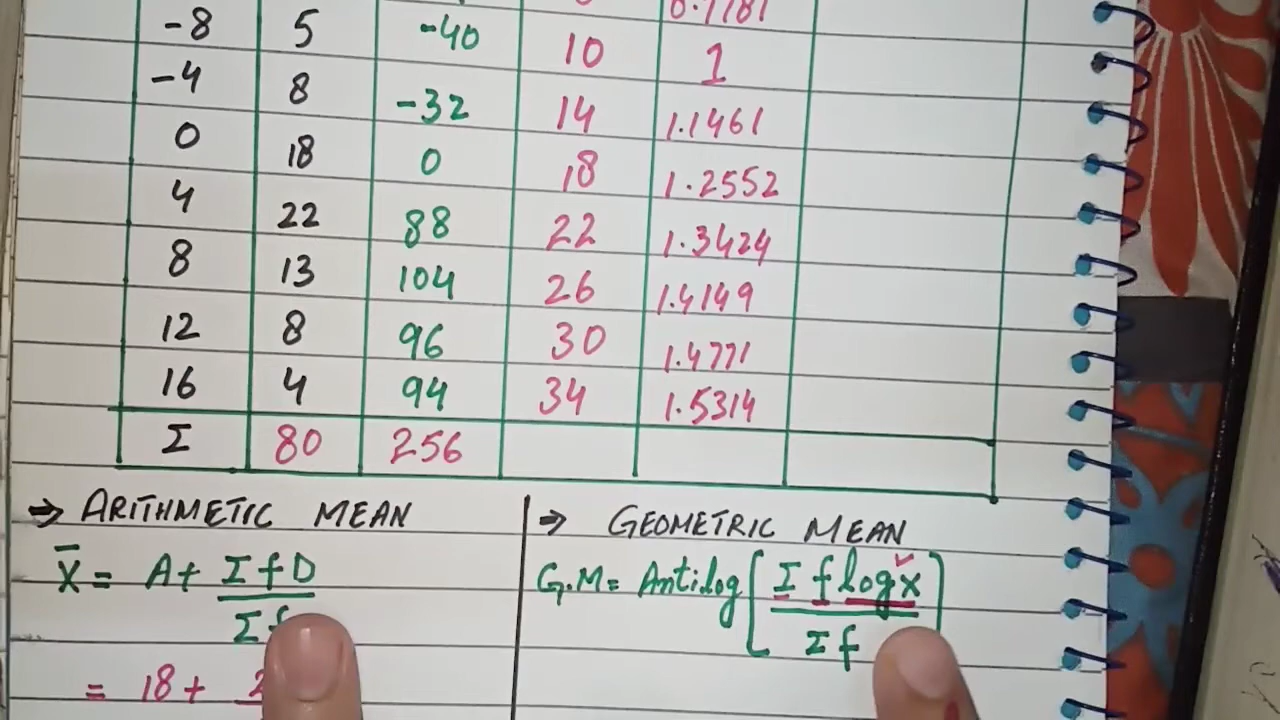 -8 5 -40 10 1
-4 8 -32 14 1.1461
0 18 0 18 1.2552
4 22 88 22 1.3424
8 13 104 26 1.4149
12 8 96 30 1.4771
16 4 94 34 1.5314
Σ 80 256
⇒ ARITHMETIC MEAN
X̄ = A+ ΣfD
Σf
= 18+
⇒ GEOMETRIC MEAN
G.M= Antilog[ Σ flogx ]
Σf